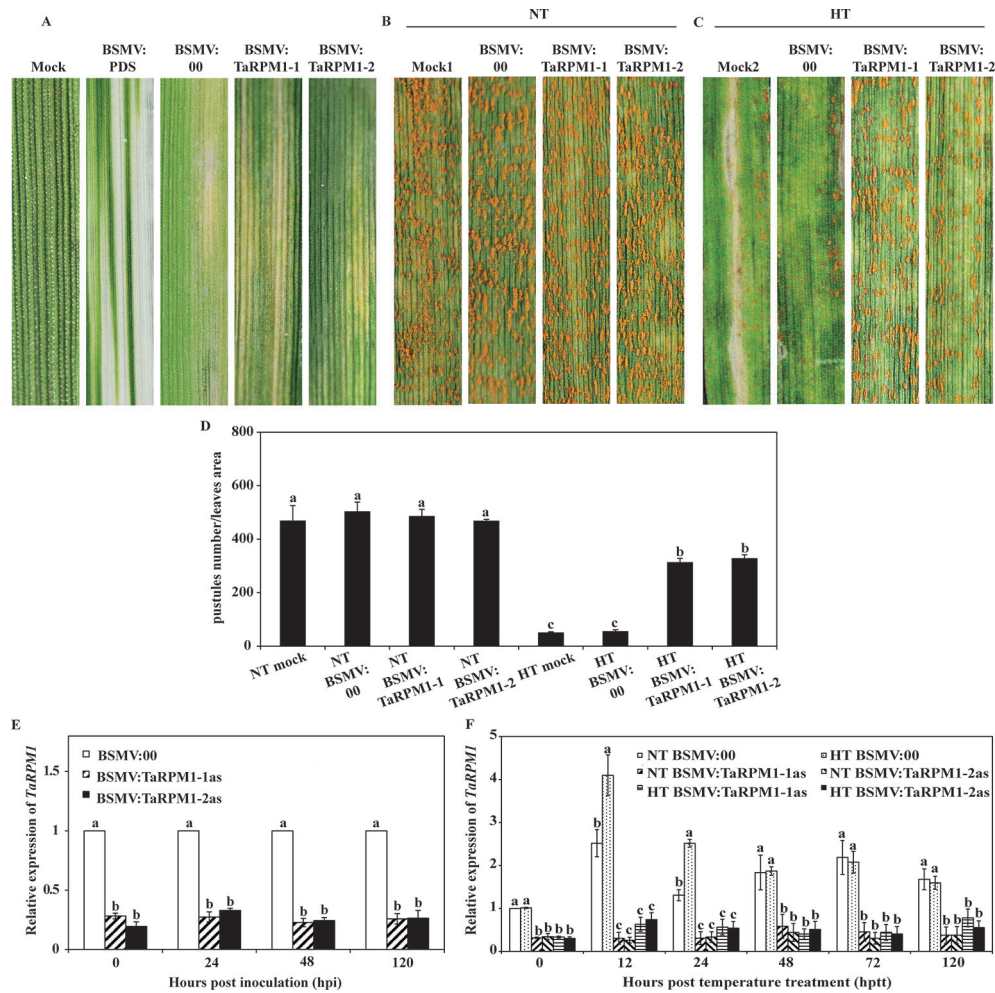 A
Mock
BSMV:
PDS
BSMV:
00
BSMV:
TaRPM1-1
BSMV:
TaRPM1-2
B
NT
Mock1
BSMV:
00
BSMV:
TaRPM1-1
BSMV:
TaRPM1-2
C
HT
Mock2
BSMV:
00
BSMV:
TaRPM1-1
BSMV:
TaRPM1-2
D
pustules number/leaves area
800
600
400
200
0
a
a
a
a
c
c
b
b
NT mock
NT
BSMV:
00
NT
BSMV:
TaRPM1-1
NT
BSMV:
TaRPM1-2
HT mock
HT
BSMV:
00
HT
BSMV:
TaRPM1-1
HT
BSMV:
TaRPM1-2
E
Relative expression of TaRPM1
BSMV:00
BSMV:TaRPM1-1as
BSMV:TaRPM1-2as
1.5
1
0.5
0
a b b
a b b
a b b
a b b
0 24 48 120
Hours post inoculation (hpi)
F
Relative expression of TaRPM1
NT BSMV:00
HT BSMV:00
NT BSMV:TaRPM1-1as
NT BSMV:TaRPM1-2as
HT BSMV:TaRPM1-1as
HT BSMV:TaRPM1-2as
5
4
3
2
1
0
a a b b b b
b a c c c c
b a c c c c
a a b b b b
a a b b b b
a a b b b b
0 12 24 48 72 120
Hours post temperature treatment (hptt)